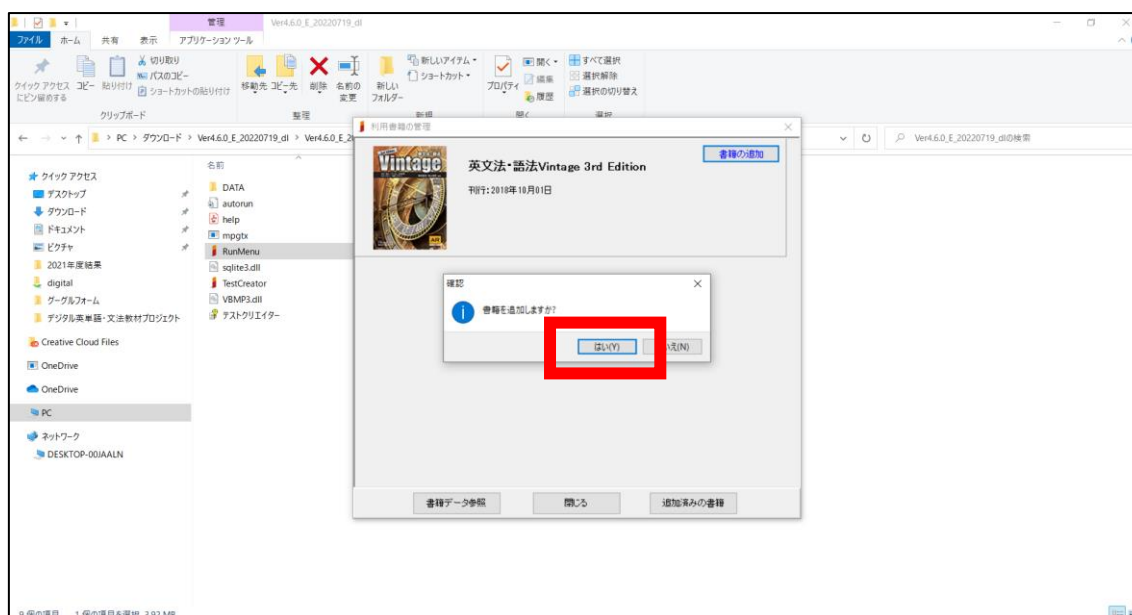 管理
Ver4.6.0_E_20220719_dl
ファイル ホーム 共有 表示 アプリケーション ツール
クイック アクセス
にピン留めする
コピー
貼り付け
切り取り
パスのコピー
ショートカットの貼り付け
クリップボード
移動先
コピー先
削除
名前の
変更
整理
新しい
フォルダー
新しいアイテム
ショートカット
新規
プロパティ
開く
編集
履歴
開く
すべて選択
選択解除
選択の切り替え
選択
PC > ダウンロード > Ver4.6.0_E_20220719_dl >
Ver4.6.0_E_20220719_dlの検索
クイック アクセス
デスクトップ
ダウンロード
ドキュメント
ピクチャ
2021年度結果
digital
グーグルフォーム
デジタル英単語・文法教材プロジェクト
Creative Cloud Files
OneDrive
OneDrive
PC
ネットワーク
DESKTOP-00JAALN
名前
DATA
autorun
help
mpgtx
RunMenu
sqlite3.dll
TestCreator
VBMP3.dll
テストクリエイター
利用書籍の管理
Vintage
AR
英文法・語法Vintage 3rd Edition
刊行:2018年10月01日
書籍の追加
確認
書籍を追加しますか?
はい(Y)
いえ(N)
書籍データ参照
閉じる
追加済みの書籍
9 個の項目 1 個の項目を選択 3.92 MB